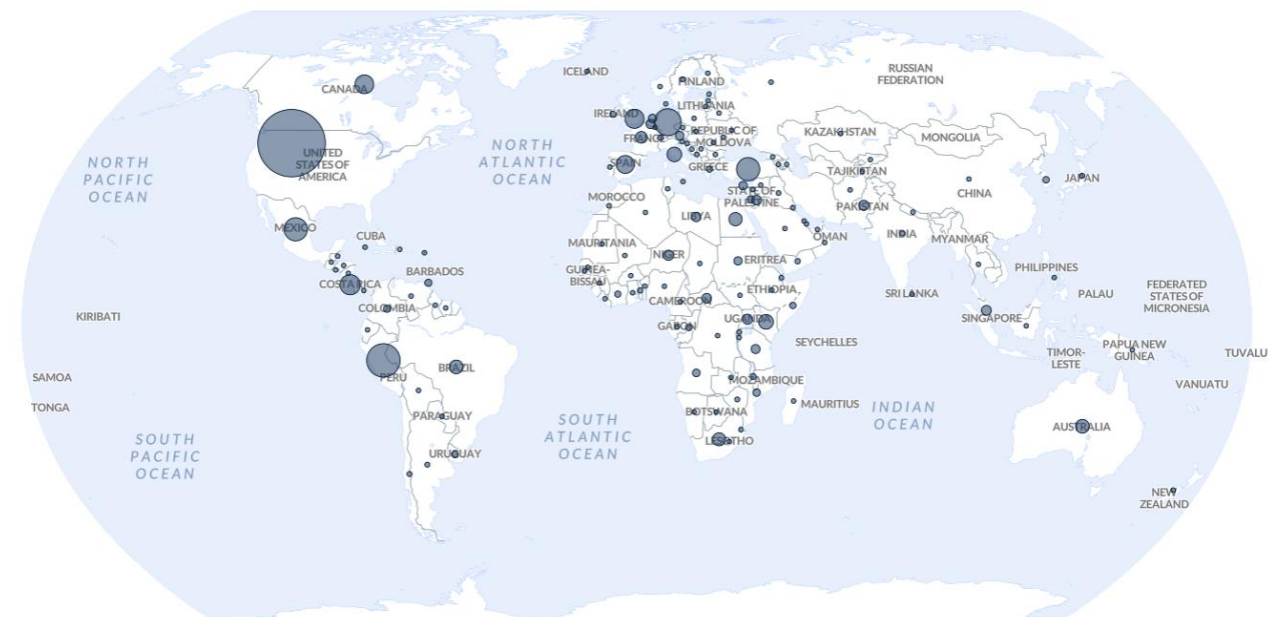 ICELAND
FINLAND
RUSSIAN
FEDERATION
CANADA
IRELAND
LITHUANIA
FRANCE
REPUBLIC OF
MOLDOVA
KAZAKHSTAN
MONGOLIA
UNITED
STATES OF
AMERICA
NORTH
PACIFIC
OCEAN
NORTH
ATLANTIC
OCEAN
SPAIN
GREECE
TAJIKISTAN
CHINA
JAPAN
MOROCCO
STATE OF
PALESTINE
PAKISTAN
MEXICO
CUBA
LIBYA
MAURITANIA
OMAN
INDIA
MYANMAR
NIGER
ERITREA
BARBADOS
GUINEA-
BISSAU
COSTA RICA
ETHIOPIA
PHILIPPINES
PALAU
FEDERATED
STATES OF
MICRONESIA
SRI LANKA
CAMEROON
COLOMBIA
KIRIBATI
UGANDA
GABON
SINGAPORE
SEYCHELLES
PAPUA NEW
GUINEA
TIMOR-
LESTE
TUVALU
PERU
BRAZIL
SAMOA
MOZAMBIQUE
VANUATU
TONGA
BOTSWANA
MAURITIUS
INDIAN
OCEAN
PARAGUAY
SOUTH
ATLANTIC
OCEAN
AUSTRALIA
SOUTH
PACIFIC
OCEAN
LESOTHO
URUGUAY
NEW
ZEALAND